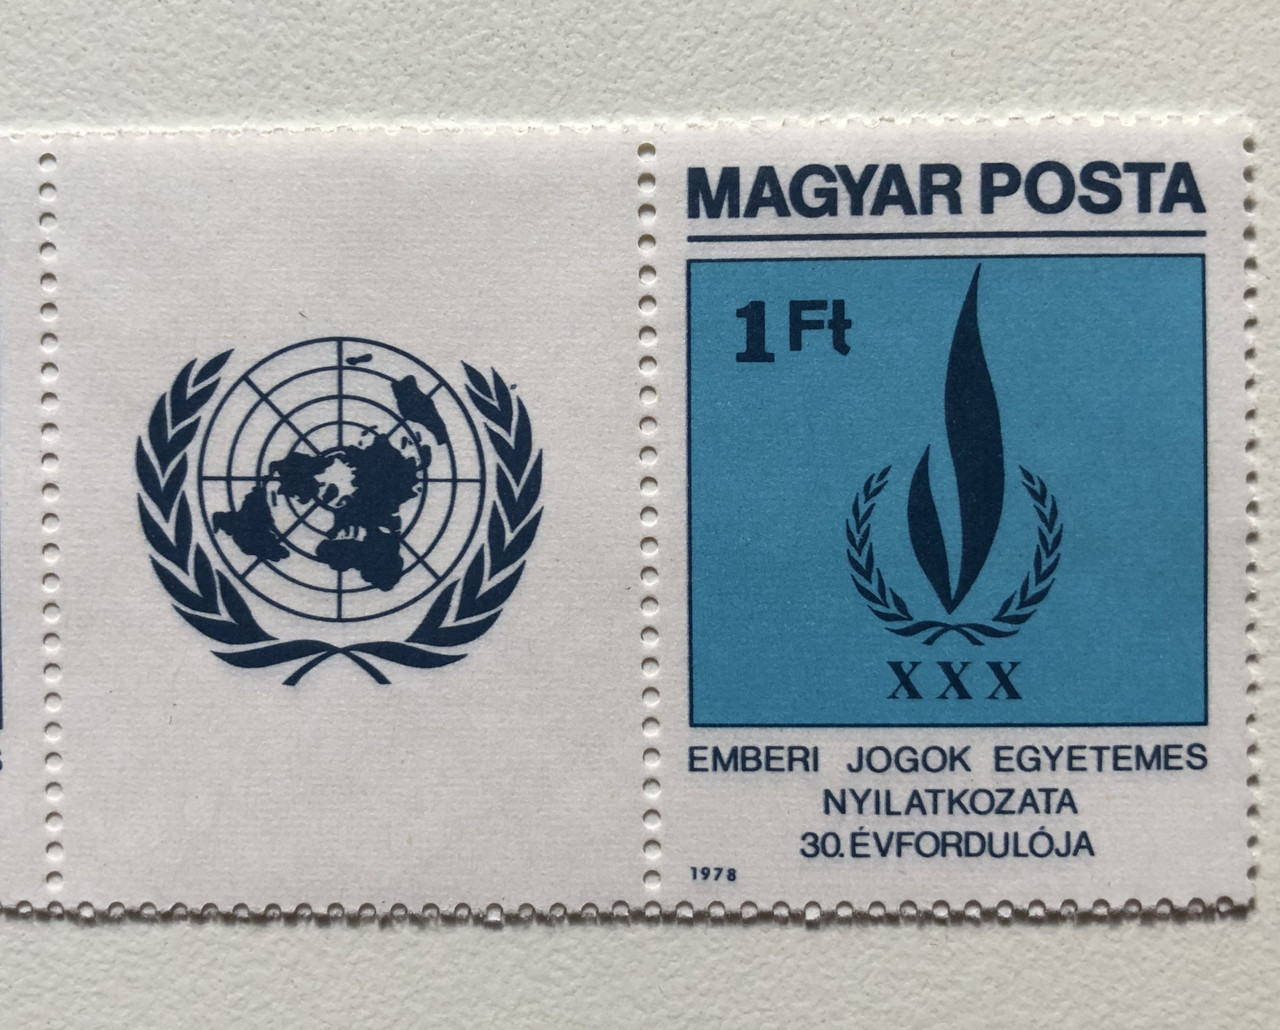 MAGYAR POSTA
1 Ft
XXX
EMBERI JOGOK EGYETEMES
NYILATKOZATA
30. ÉVFORDULÓJA
1978